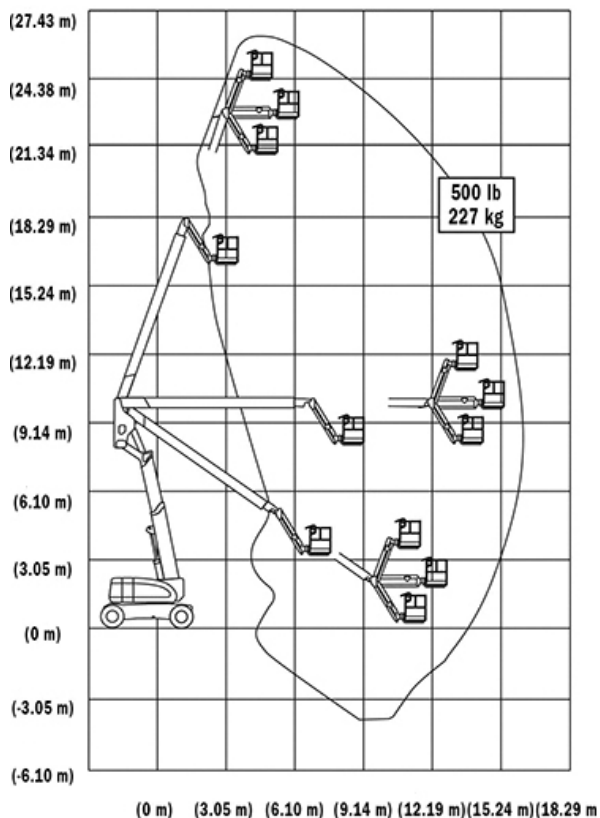 (27.43 m)
(24.38 m)
(21.34 m)
(18.29 m)
(15.24 m)
(12.19 m)
(9.14 m)
(6.10 m)
(3.05 m)
(0 m)
(-3.05 m)
(-6.10 m)
500 lb
227 kg
(0 m) (3.05 m) (6.10 m) (9.14 m) (12.19 m)(15.24 m)(18.29 m